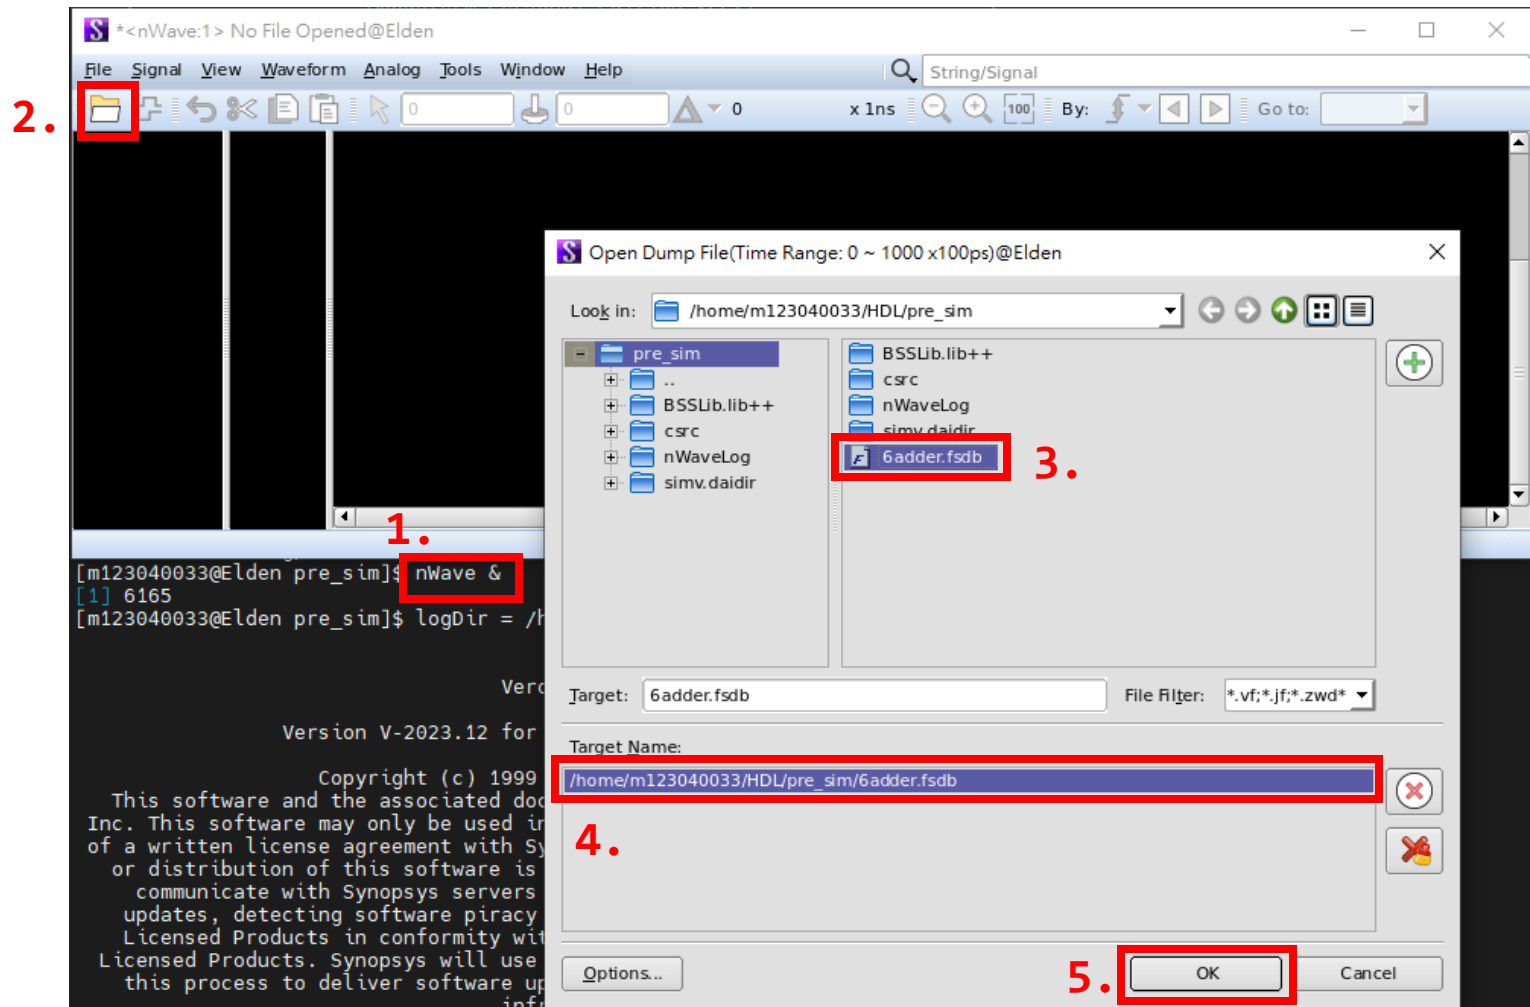 *<nWave:1> No File Opened@Elden
File Signal View Waveform Analog Tools Window Help
String/Signal
2.
0
0
0
x 1ns
100
By:
Go to:
Open Dump File(Time Range: 0 ~ 1000 x100ps)@Elden
Look in:
/home/m123040033/HDL/pre_sim
pre_sim
..
BSSLib.lib++
csrc
nWaveLog
simv.daidir
BSSLib.lib++
csrc
nWaveLog
simv.daidir
6adder.fsdb
3.
Target:
6adder.fsdb
File Filter:
*.vf;*.jf;*.zwd*
Target Name:
/home/m123040033/HDL/pre_sim/6adder.fsdb
4.
Options...
5.
OK
Cancel
1.
[m123040033@Elden pre_sim]$ nWave &
[1] 6165
[m123040033@Elden pre_sim]$ logDir = /h
Verd
Version V-2023.12 for
Copyright (c) 1999
This software and the associated doc
Inc. This software may only be used in
of a written license agreement with Sy
or distribution of this software is
communicate with Synopsys servers
updates, detecting software piracy
Licensed Products in conformity wit
Licensed Products. Synopsys will use
this process to deliver software up